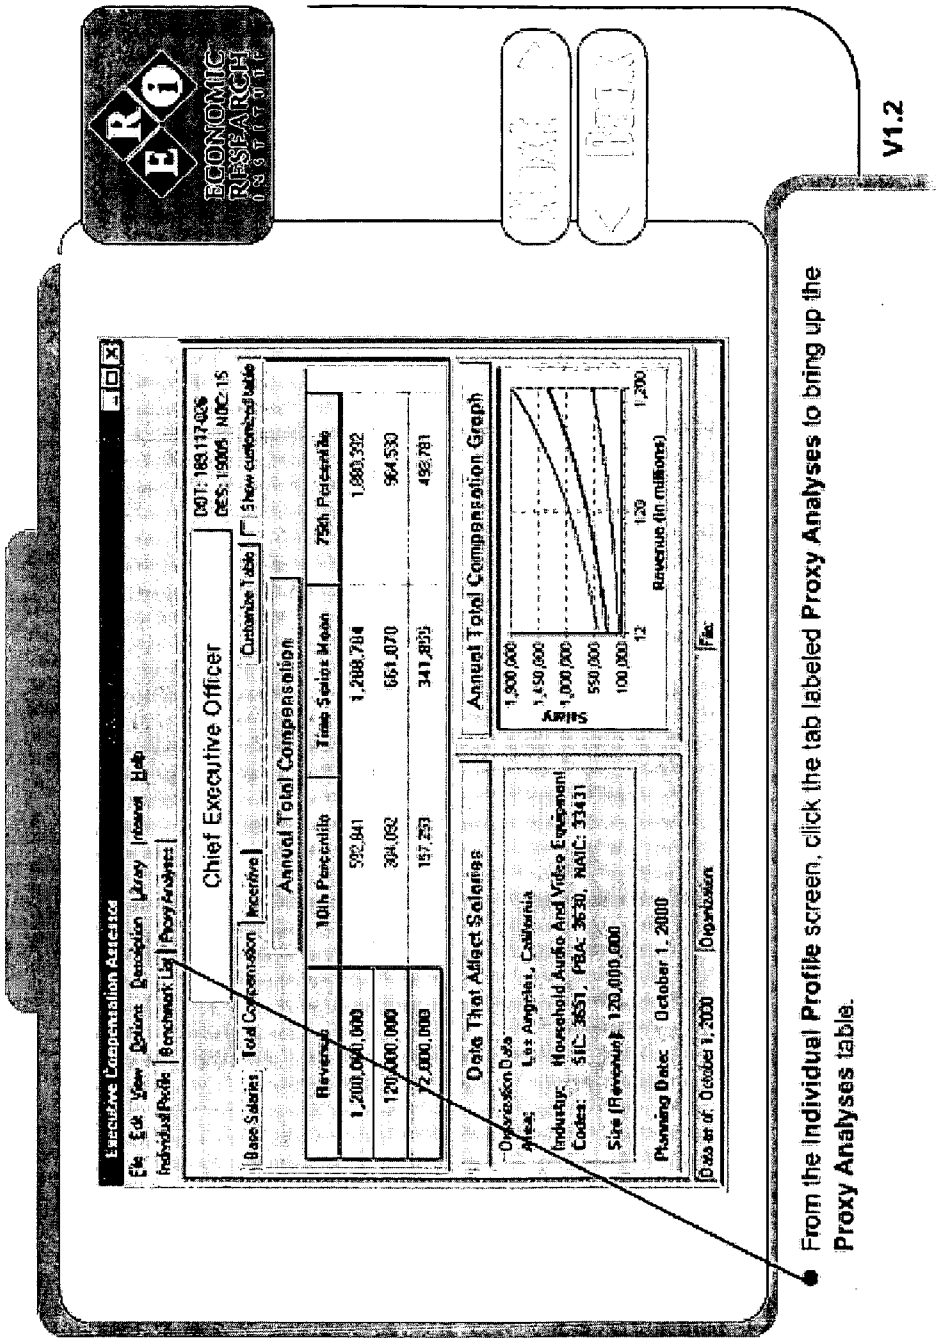 Executive Compensation Assessor
File Edit View Options Description Library Internet Help
Individual Profile Benchmark List Proxy Analyses
Chief Executive Officer
DOT: 189.117-026
DES: 19005 NOC: 15
Base Salaries Total Compensation Incentive Customize Table Show customized table
Annual Total Compensation
Revenue 10th Percentile Time Series Mean 75th Percentile
1,200,000,000 592,841 1,288,784 1,880,332
120,000,000 304,092 661,070 964,530
12,000,000 157,253 341,855 498,781
Data That Affect Salaries
Organization Data
Area: Los Angeles, California
Industry: Household Audio And Video Equipment
Codes: SIC: 3651, PBA: 3630, NAIC: 33431
Size (Revenue): 120,000,000
Planning Date: October 1, 2000
Annual Total Compensation Graph
Salary
1,900,000
1,450,000
1,000,000
550,000
100,000
12 120 1,200
Revenue (in millions)
Data as of: October 1, 2000 Organization: File:
E R i
ECONOMIC
RESEARCH
INSTITUTE
Next >
< Back
From the Individual Profile screen, click the tab labeled Proxy Analyses to bring up the
Proxy Analyses table.
V1.2